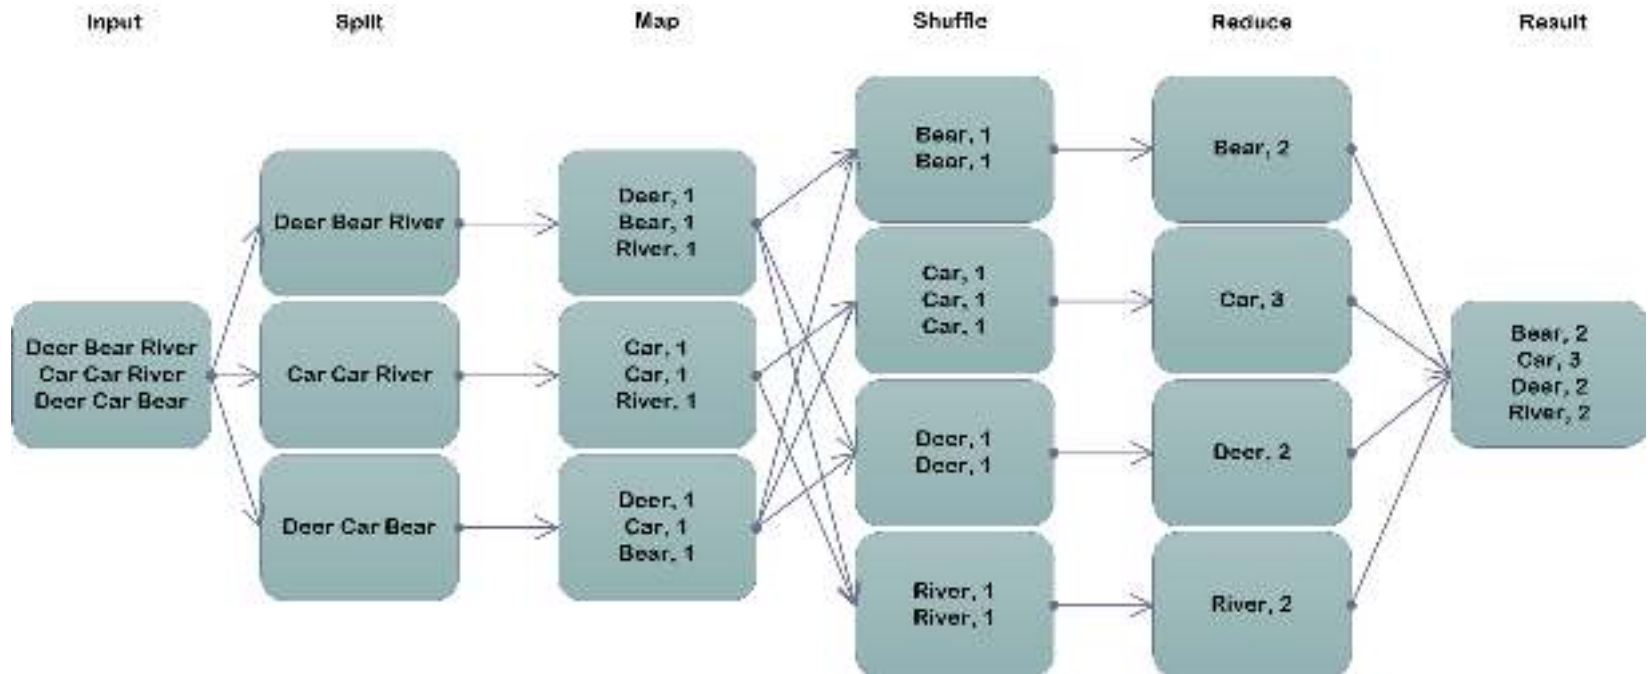 Input
Split
Map
Shuffle
Reduce
Result
Deer Bear River
Car Car River
Deer Car Bear
Deer Bear River
Car Car River
Deer Car Bear
Deer, 1
Bear, 1
River, 1
Car, 1
Car, 1
River, 1
Deer, 1
Car, 1
Bear, 1
Bear, 1
Bear, 1
Car, 1
Car, 1
Car, 1
Deer, 1
Deer, 1
River, 1
River, 1
Bear, 2
Car, 3
Deer, 2
River, 2
Bear, 2
Car, 3
Deer, 2
River, 2